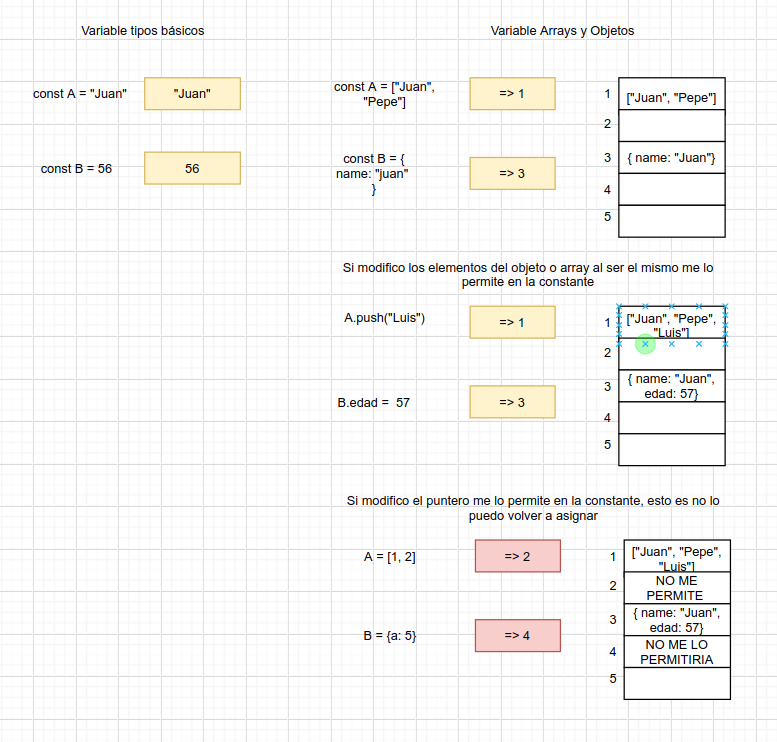 Variable tipos básicos
Variable Arrays y Objetos
const A = "Juan"
"Juan"
const A = ["Juan",
"Pepe"]
=> 1
1
["Juan", "Pepe"]
2
const B = 56
56
const B = {
name: "juan"
}
=> 3
3
{ name: "Juan"}
4
5
Si modifico los elementos del objeto o array al ser el mismo me lo
permite en la constante
A.push("Luis")
=> 1
1
["Juan", "Pepe",
"Luis"]
2
B.edad = 57
=> 3
3
{ name: "Juan",
edad: 57}
4
5
Si modifico el puntero me lo permite en la constante, esto es no lo
puedo volver a asignar
A = [1, 2]
=> 2
1
["Juan", "Pepe",
"Luis"]
2
NO ME
PERMITE
B = {a: 5}
=> 4
3
{ name: "Juan",
edad: 57}
4
NO ME LO
PERMITIRIA
5